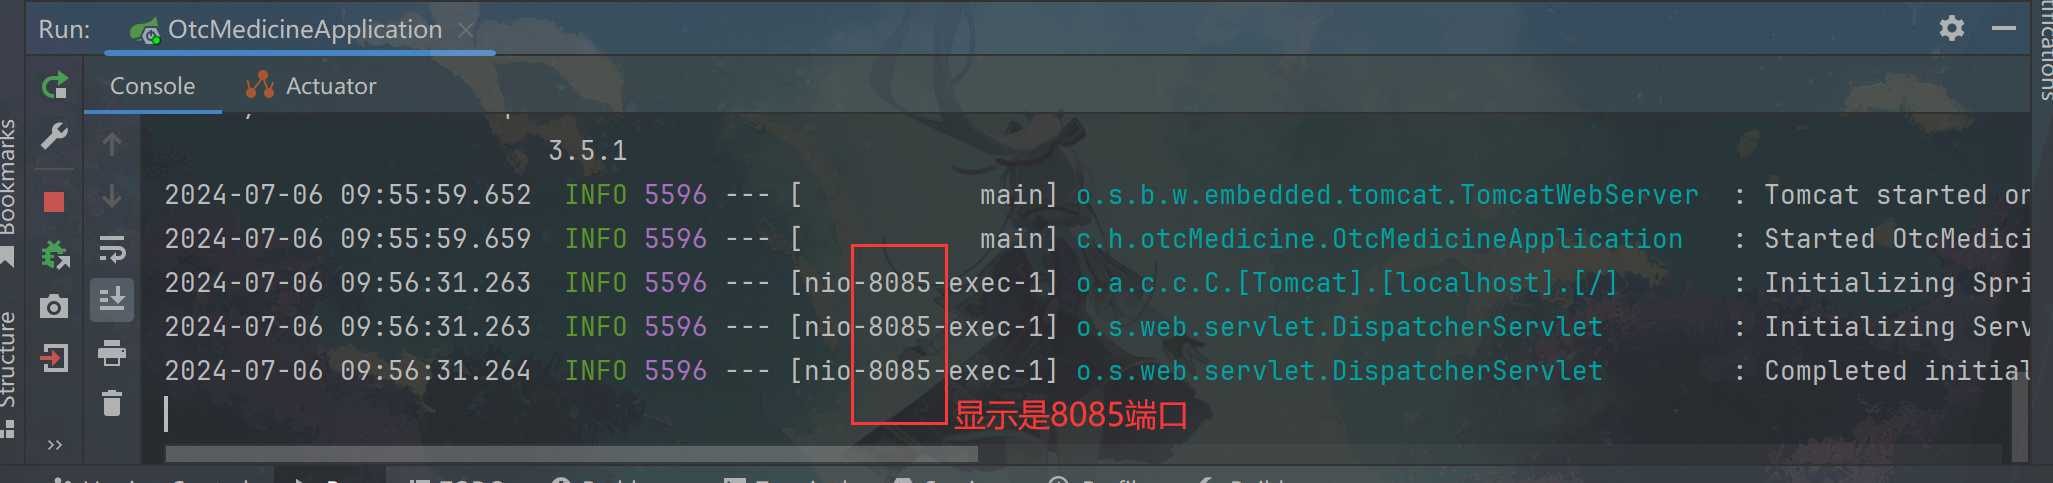 Run: OtcMedicineApplication
Console Actuator
3.5.1
2024-07-06 09:55:59.652 INFO 5596 --- [ main] o.s.b.w.embedded.tomcat.TomcatWebServer : Tomcat started on
2024-07-06 09:55:59.659 INFO 5596 --- [ main] c.h.otcMedicine.OtcMedicineApplication : Started OtcMedici
2024-07-06 09:56:31.263 INFO 5596 --- [nio-8085-exec-1] o.a.c.c.C.[Tomcat].[localhost].[/] : Initializing Spri
2024-07-06 09:56:31.263 INFO 5596 --- [nio-8085-exec-1] o.s.web.servlet.DispatcherServlet : Initializing Serv
2024-07-06 09:56:31.264 INFO 5596 --- [nio-8085-exec-1] o.s.web.servlet.DispatcherServlet : Completed initial
显示是8085端口
Bookmarks
Structure